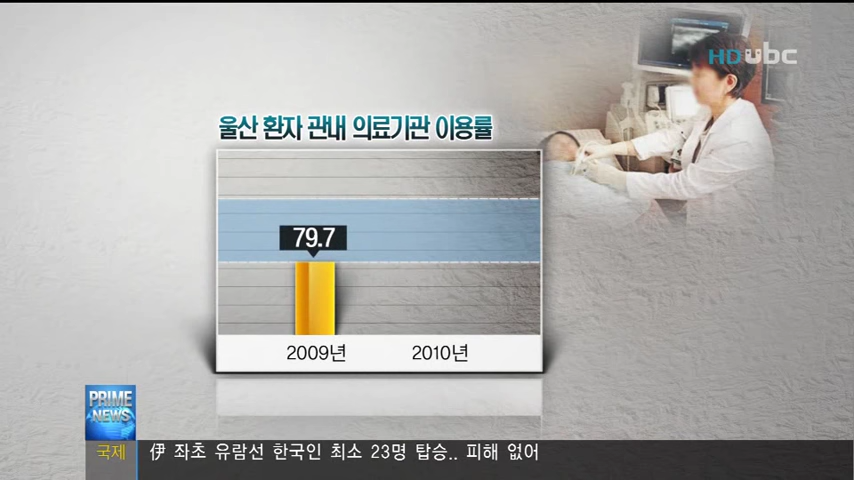 HD ubc
울산 환자 관내 의료기관 이용률
79.7
2009년 2010년
PRIME
NEWS
국제 伊 좌초 유람선 한국인 최소 23명 탑승.. 피해 없어